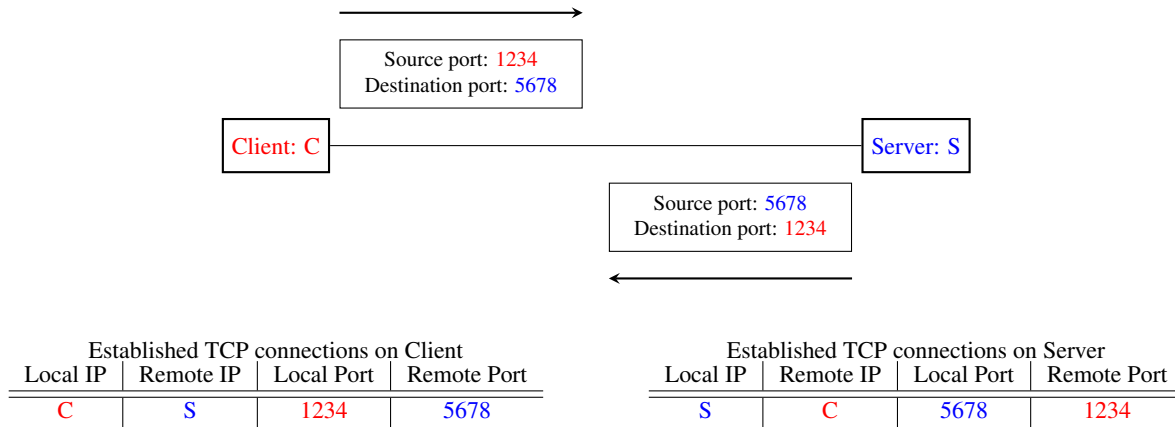 Source port: 1234
Destination port: 5678
Client: C
Server: S
Source port: 5678
Destination port: 1234
Established TCP connections on Client
Local IP Remote IP Local Port Remote Port
C S 1234 5678
Established TCP connections on Server
Local IP Remote IP Local Port Remote Port
S C 5678 1234